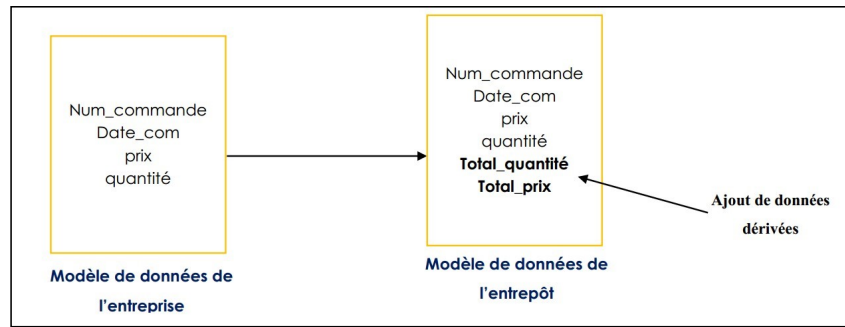 Num_commande
Date_com
prix
quantité
Modèle de données de
l'entreprise
Num_commande
Date_com
prix
quantité
Total_quantité
Total_prix
Modèle de données de
l'entrepôt
Ajout de données
dérivées